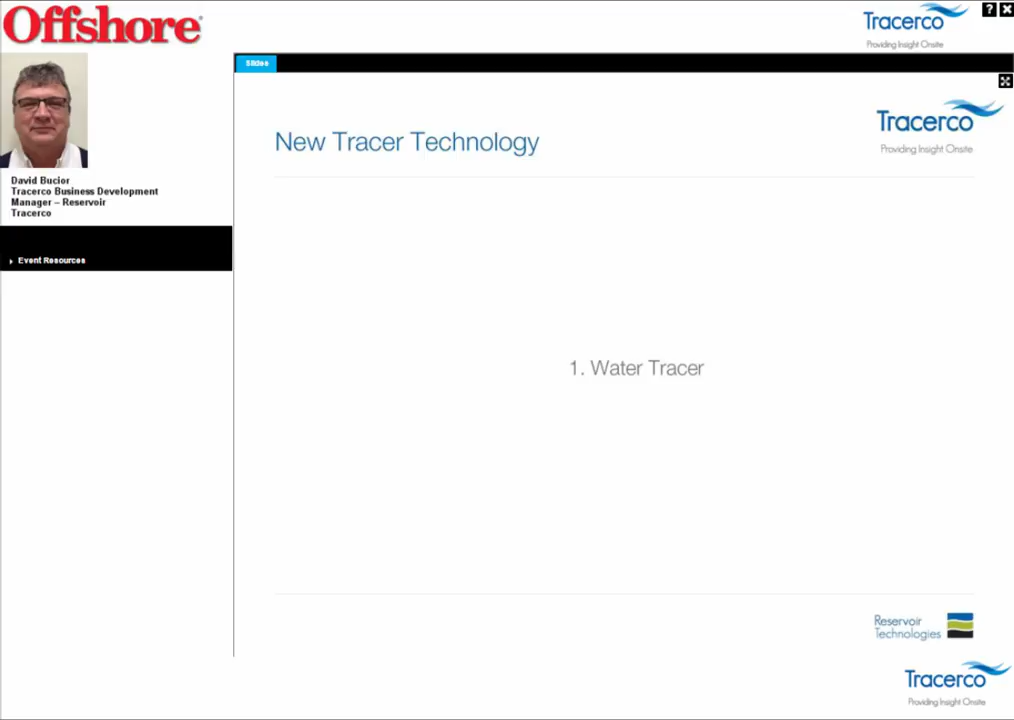 Offshore
Tracerco
Providing Insight Onsite
?
Slides
David Bucior
Tracerco Business Development
Manager – Reservoir
Tracerco
Event Resources
New Tracer Technology
Tracerco
Providing Insight Onsite
1. Water Tracer
Reservoir
Technologies
Tracerco
Providing Insight Onsite